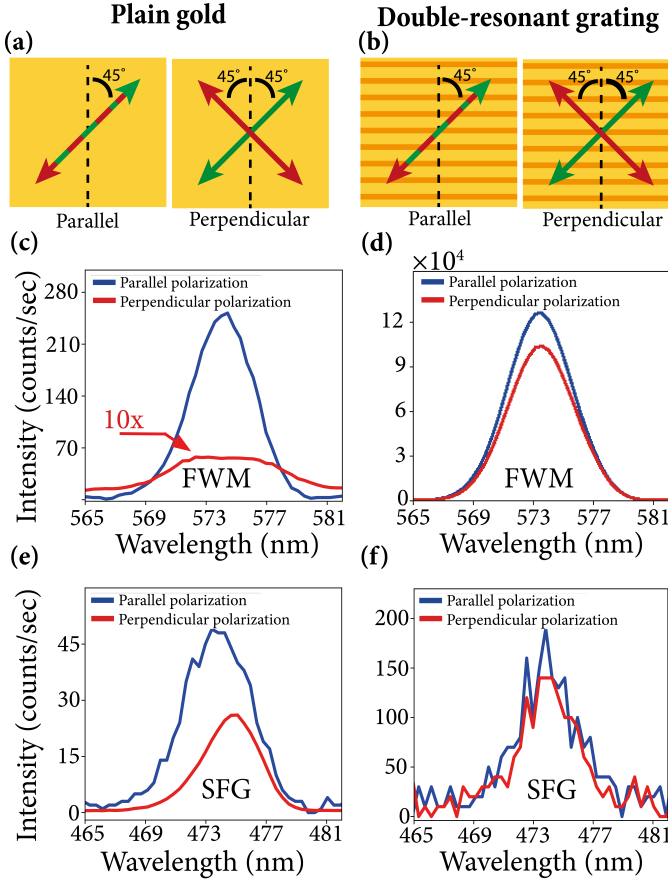 Plain gold
Double-resonant grating
(a)
45°
Parallel
45° 45°
Perpendicular
(b)
45°
Parallel
45° 45°
Perpendicular
(c)
Intensity (counts/sec)
280
210
140
70
Parallel polarization
Perpendicular polarization
10x
FWM
565 569 573 577 581
Wavelength (nm)
(d)
×10⁴
12
9
6
3
0
Parallel polarization
Perpendicular polarization
FWM
565 569 573 577 581
Wavelength (nm)
(e)
Intensity (counts/sec)
45
30
15
0
Parallel polarization
Perpendicular polarization
SFG
465 469 473 477 481
Wavelength (nm)
(f)
200
150
100
50
0
Parallel polarization
Perpendicular polarization
SFG
465 469 473 477 481
Wavelength (nm)